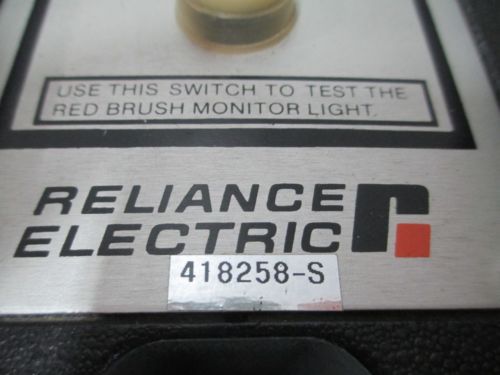 USE THIS SWITCH TO TEST THE
RED BRUSH MONITOR LIGHT.
RELIANCE
ELECTRIC r
418258-S